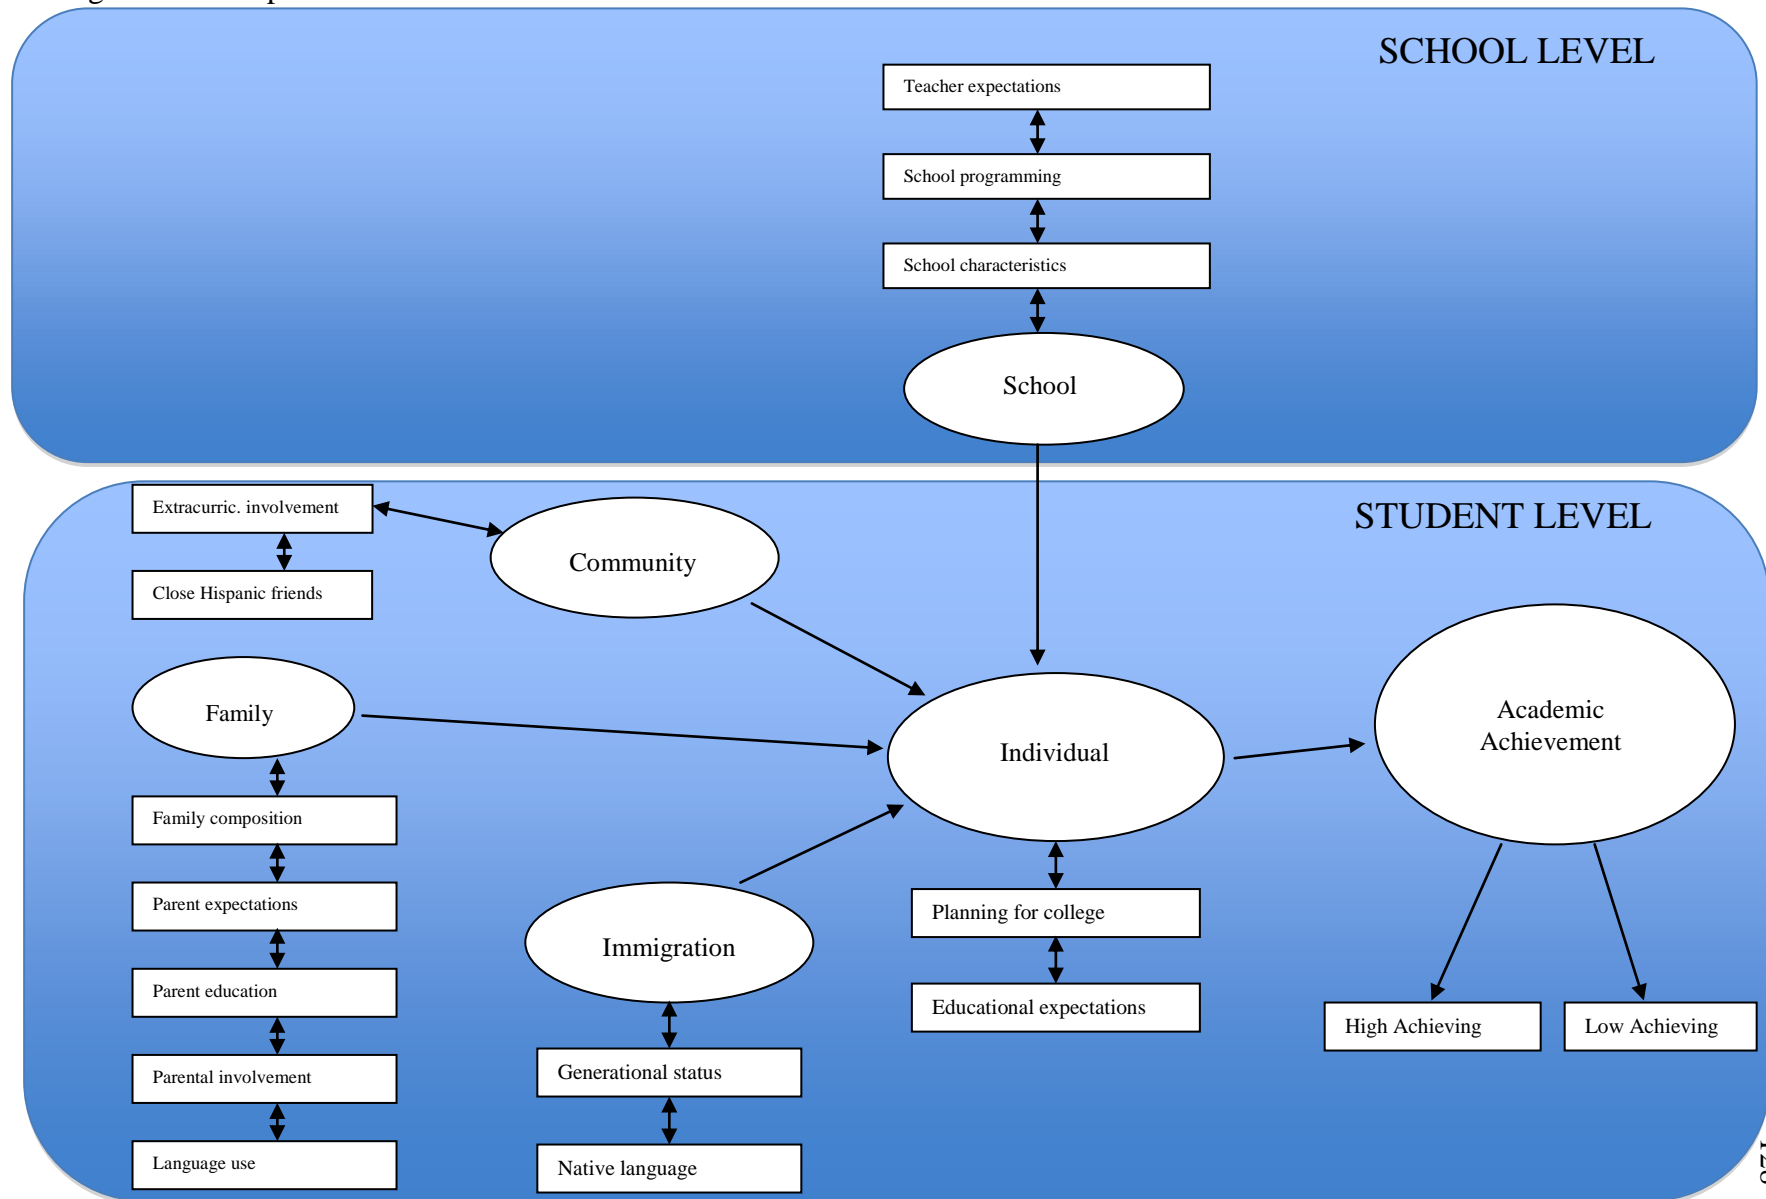 SCHOOL LEVEL
Teacher expectations
School programming
School characteristics
School
STUDENT LEVEL
Extracurric. involvement
Close Hispanic friends
Community
Family
Family composition
Parent expectations
Parent education
Parental involvement
Language use
Immigration
Generational status
Native language
Individual
Planning for college
Educational expectations
Academic
Achievement
High Achieving
Low Achieving